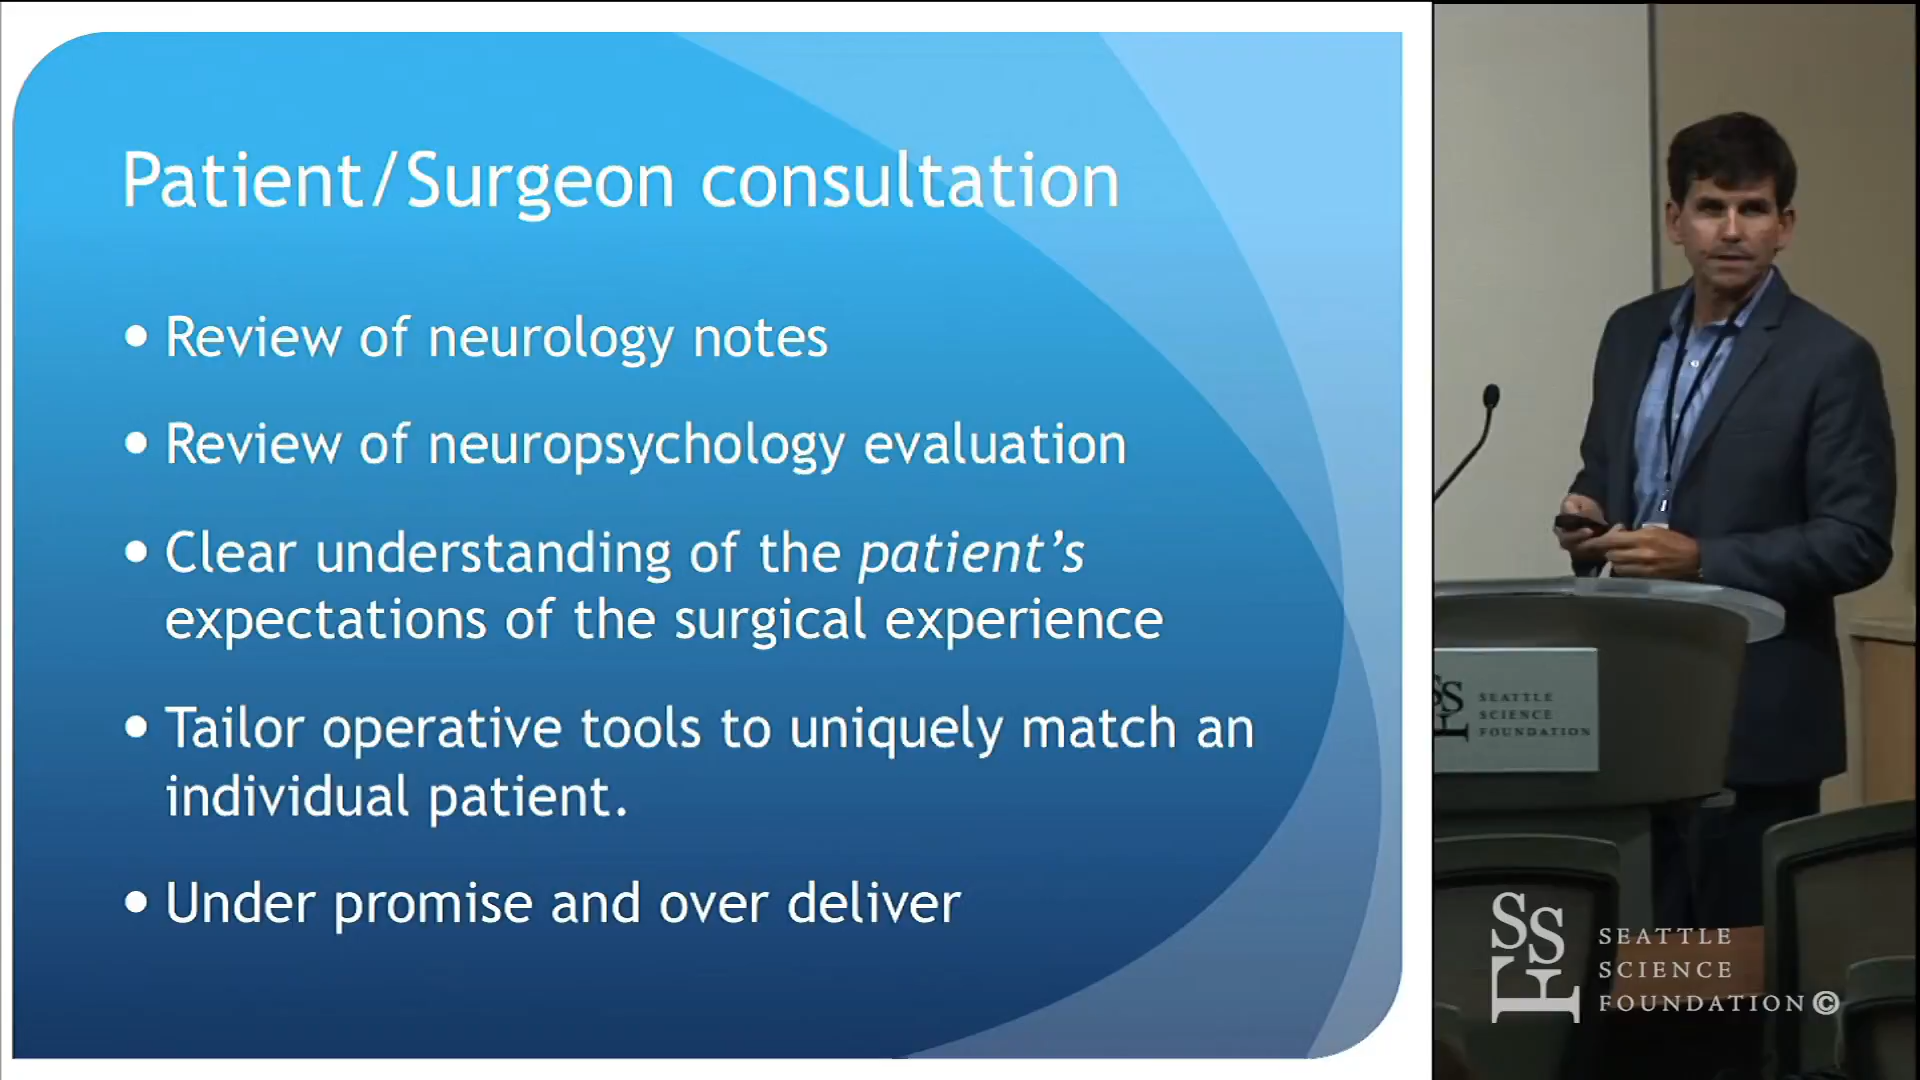 Patient/Surgeon consultation
• Review of neurology notes
• Review of neuropsychology evaluation
• Clear understanding of the patient’s
expectations of the surgical experience
• Tailor operative tools to uniquely match an
individual patient.
• Under promise and over deliver
SSF
SEATTLE
SCIENCE
FOUNDATION
SSF
SEATTLE
SCIENCE
FOUNDATION©